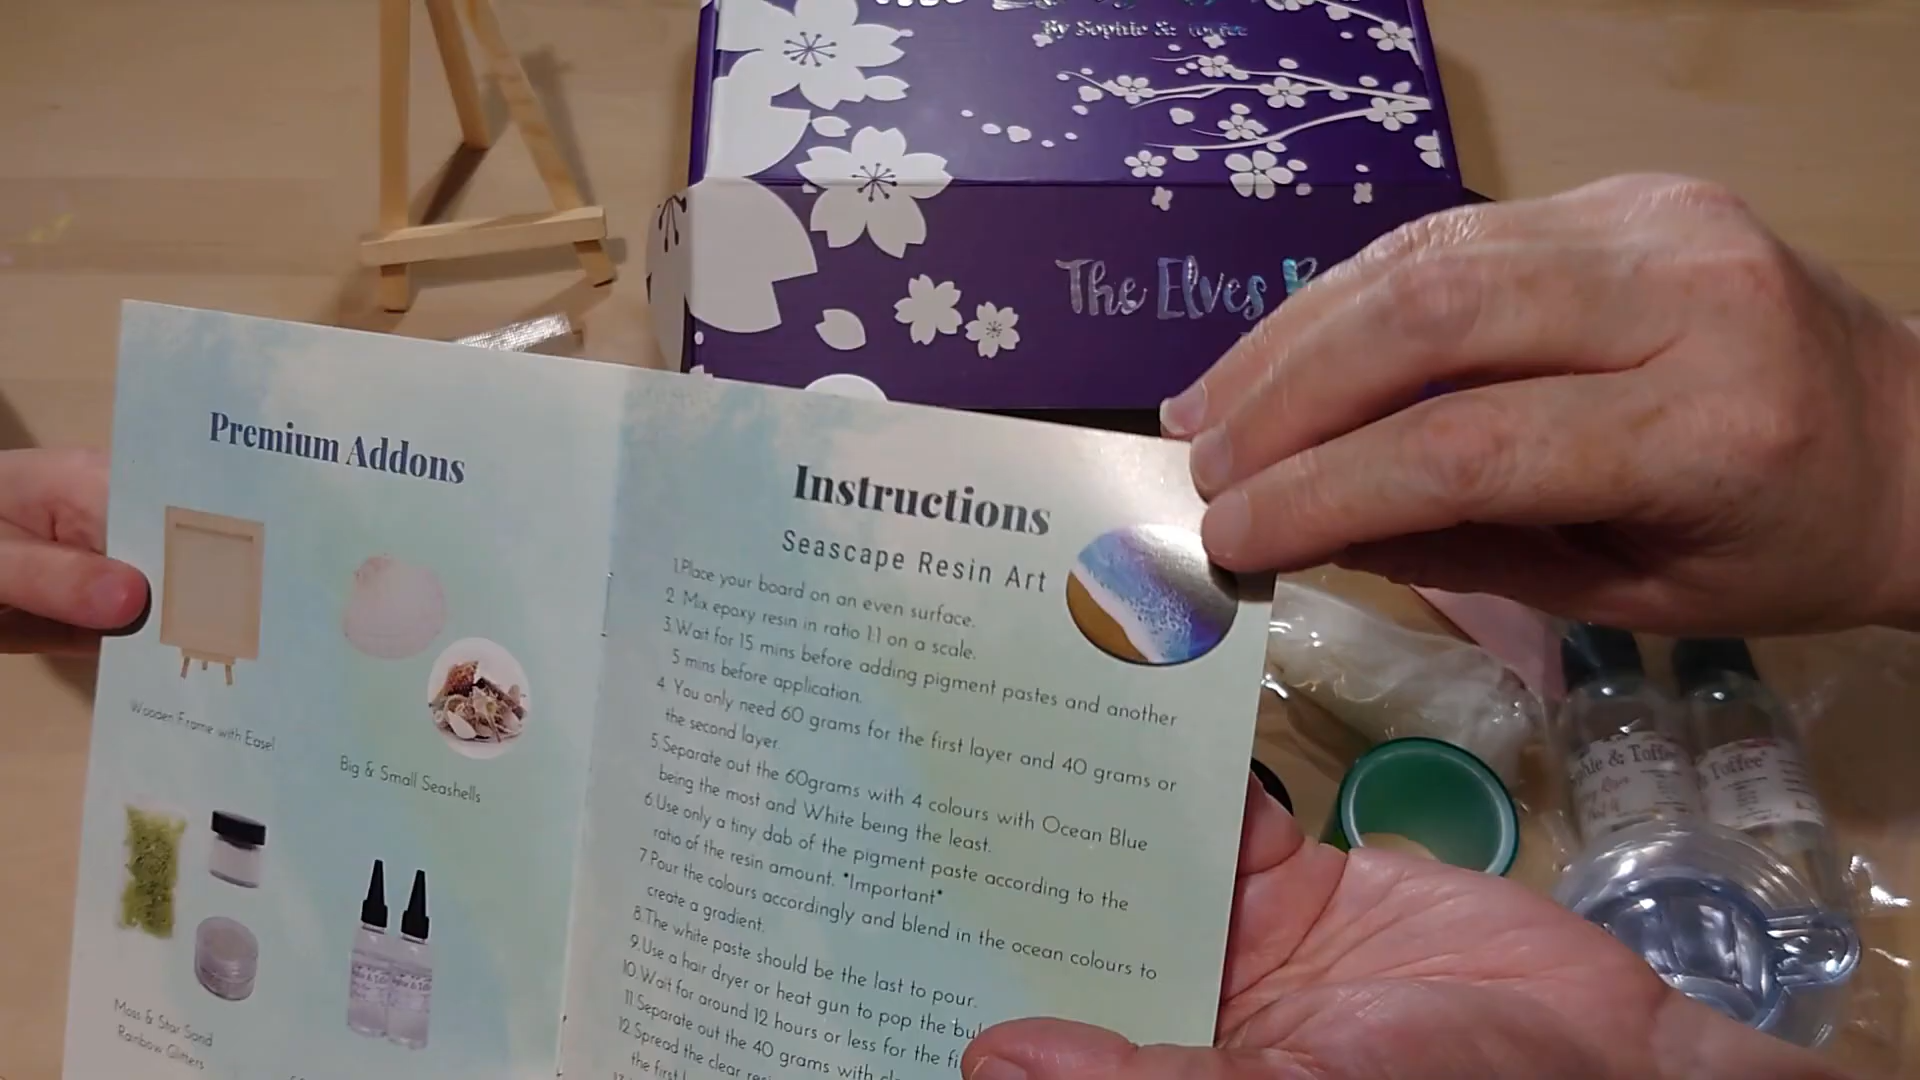 By Sophie & Toffee
The Elves
Premium Addons
Wooden Frame with Easel
Big & Small Seashells
Moss & Star Sand
Rainbow Glitters
Instructions
Seascape Resin Art
1.Place your board on an even surface.
2. Mix epoxy resin in ratio 1:1 on a scale.
3.Wait for 15 mins before adding pigment pastes and another
5 mins before application.
4. You only need 60 grams for the first layer and 40 grams or
the second layer.
5.Separate out the 60grams with 4 colours with Ocean Blue
being the most and White being the least.
6.Use only a tiny dab of the pigment paste according to the
ratio of the resin amount. *Important*
7.Pour the colours accordingly and blend in the ocean colours to
create a gradient.
8.The white paste should be the last to pour.
9.Use a hair dryer or heat gun to pop the
10.Wait for around 12 hours or less for the
11.Separate out the 40 grams with
12.Spread the clear
the first
& Toffee
Toffee